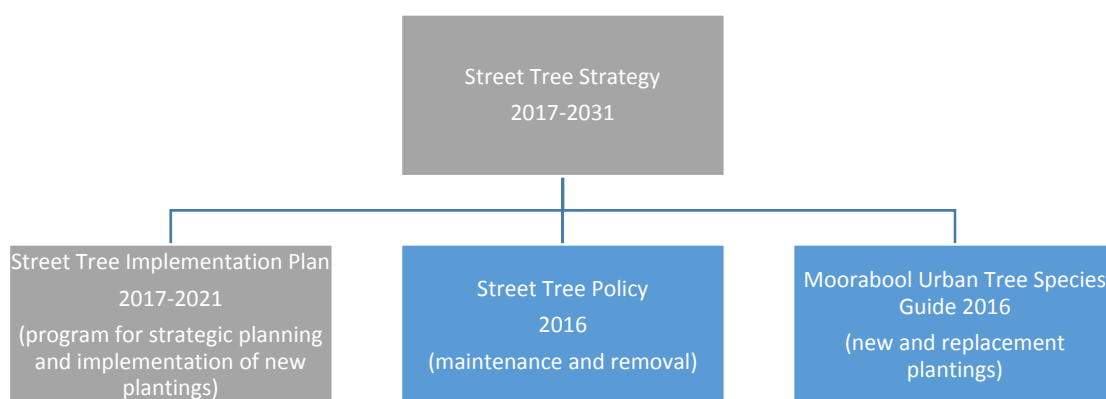 Street Tree Strategy
2017-2031
Street Tree Implementation Plan
2017-2021
(program for strategic planning
and implementation of new
plantings)
Street Tree Policy
2016
(maintenance and removal)
Moorabool Urban Tree Species
Guide 2016
(new and replacement
plantings)